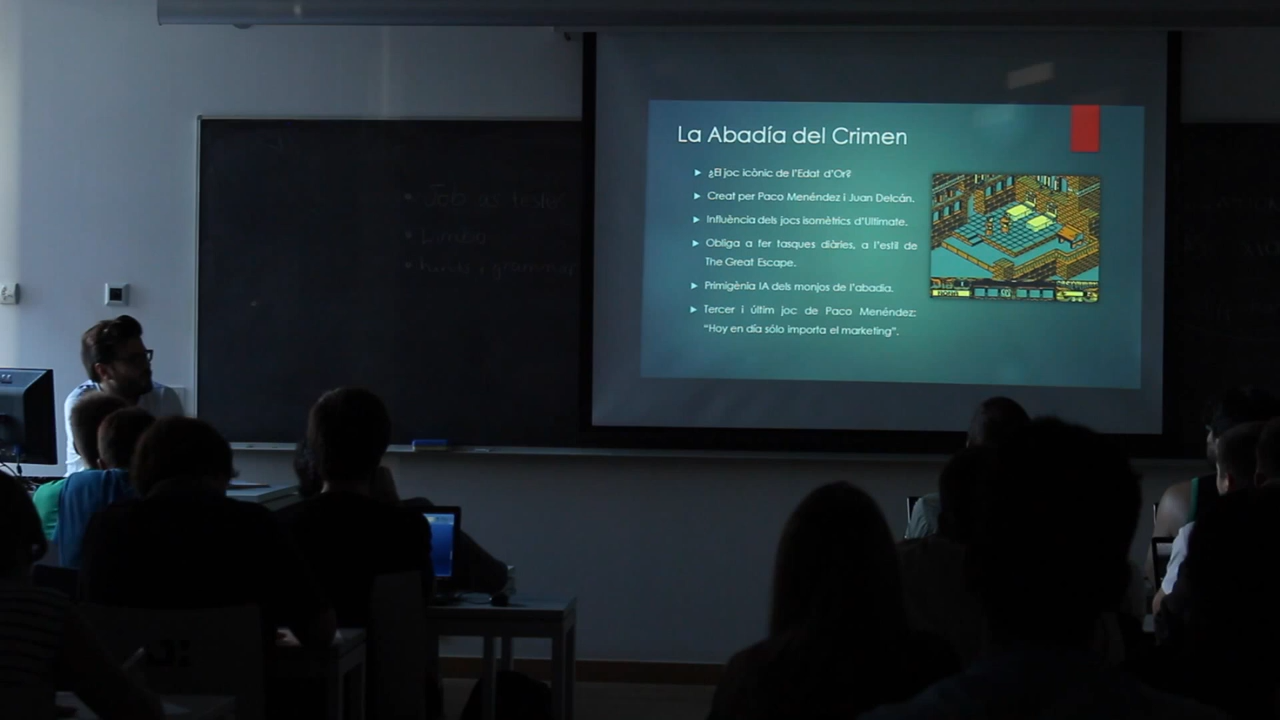 La Abadía del Crimen
¿El joc icònic de l'Edat d'Or?
Creat per Paco Menéndez i Juan Delcán.
Influència dels jocs isomètrics d'Ultimate.
Obliga a fer tasques diàries, a l'estil de
The Great Escape.
Primigènia IA dels monjos de l'abadia.
Tercer i últim joc de Paco Menéndez:
"Hoy en día sólo importa el marketing".